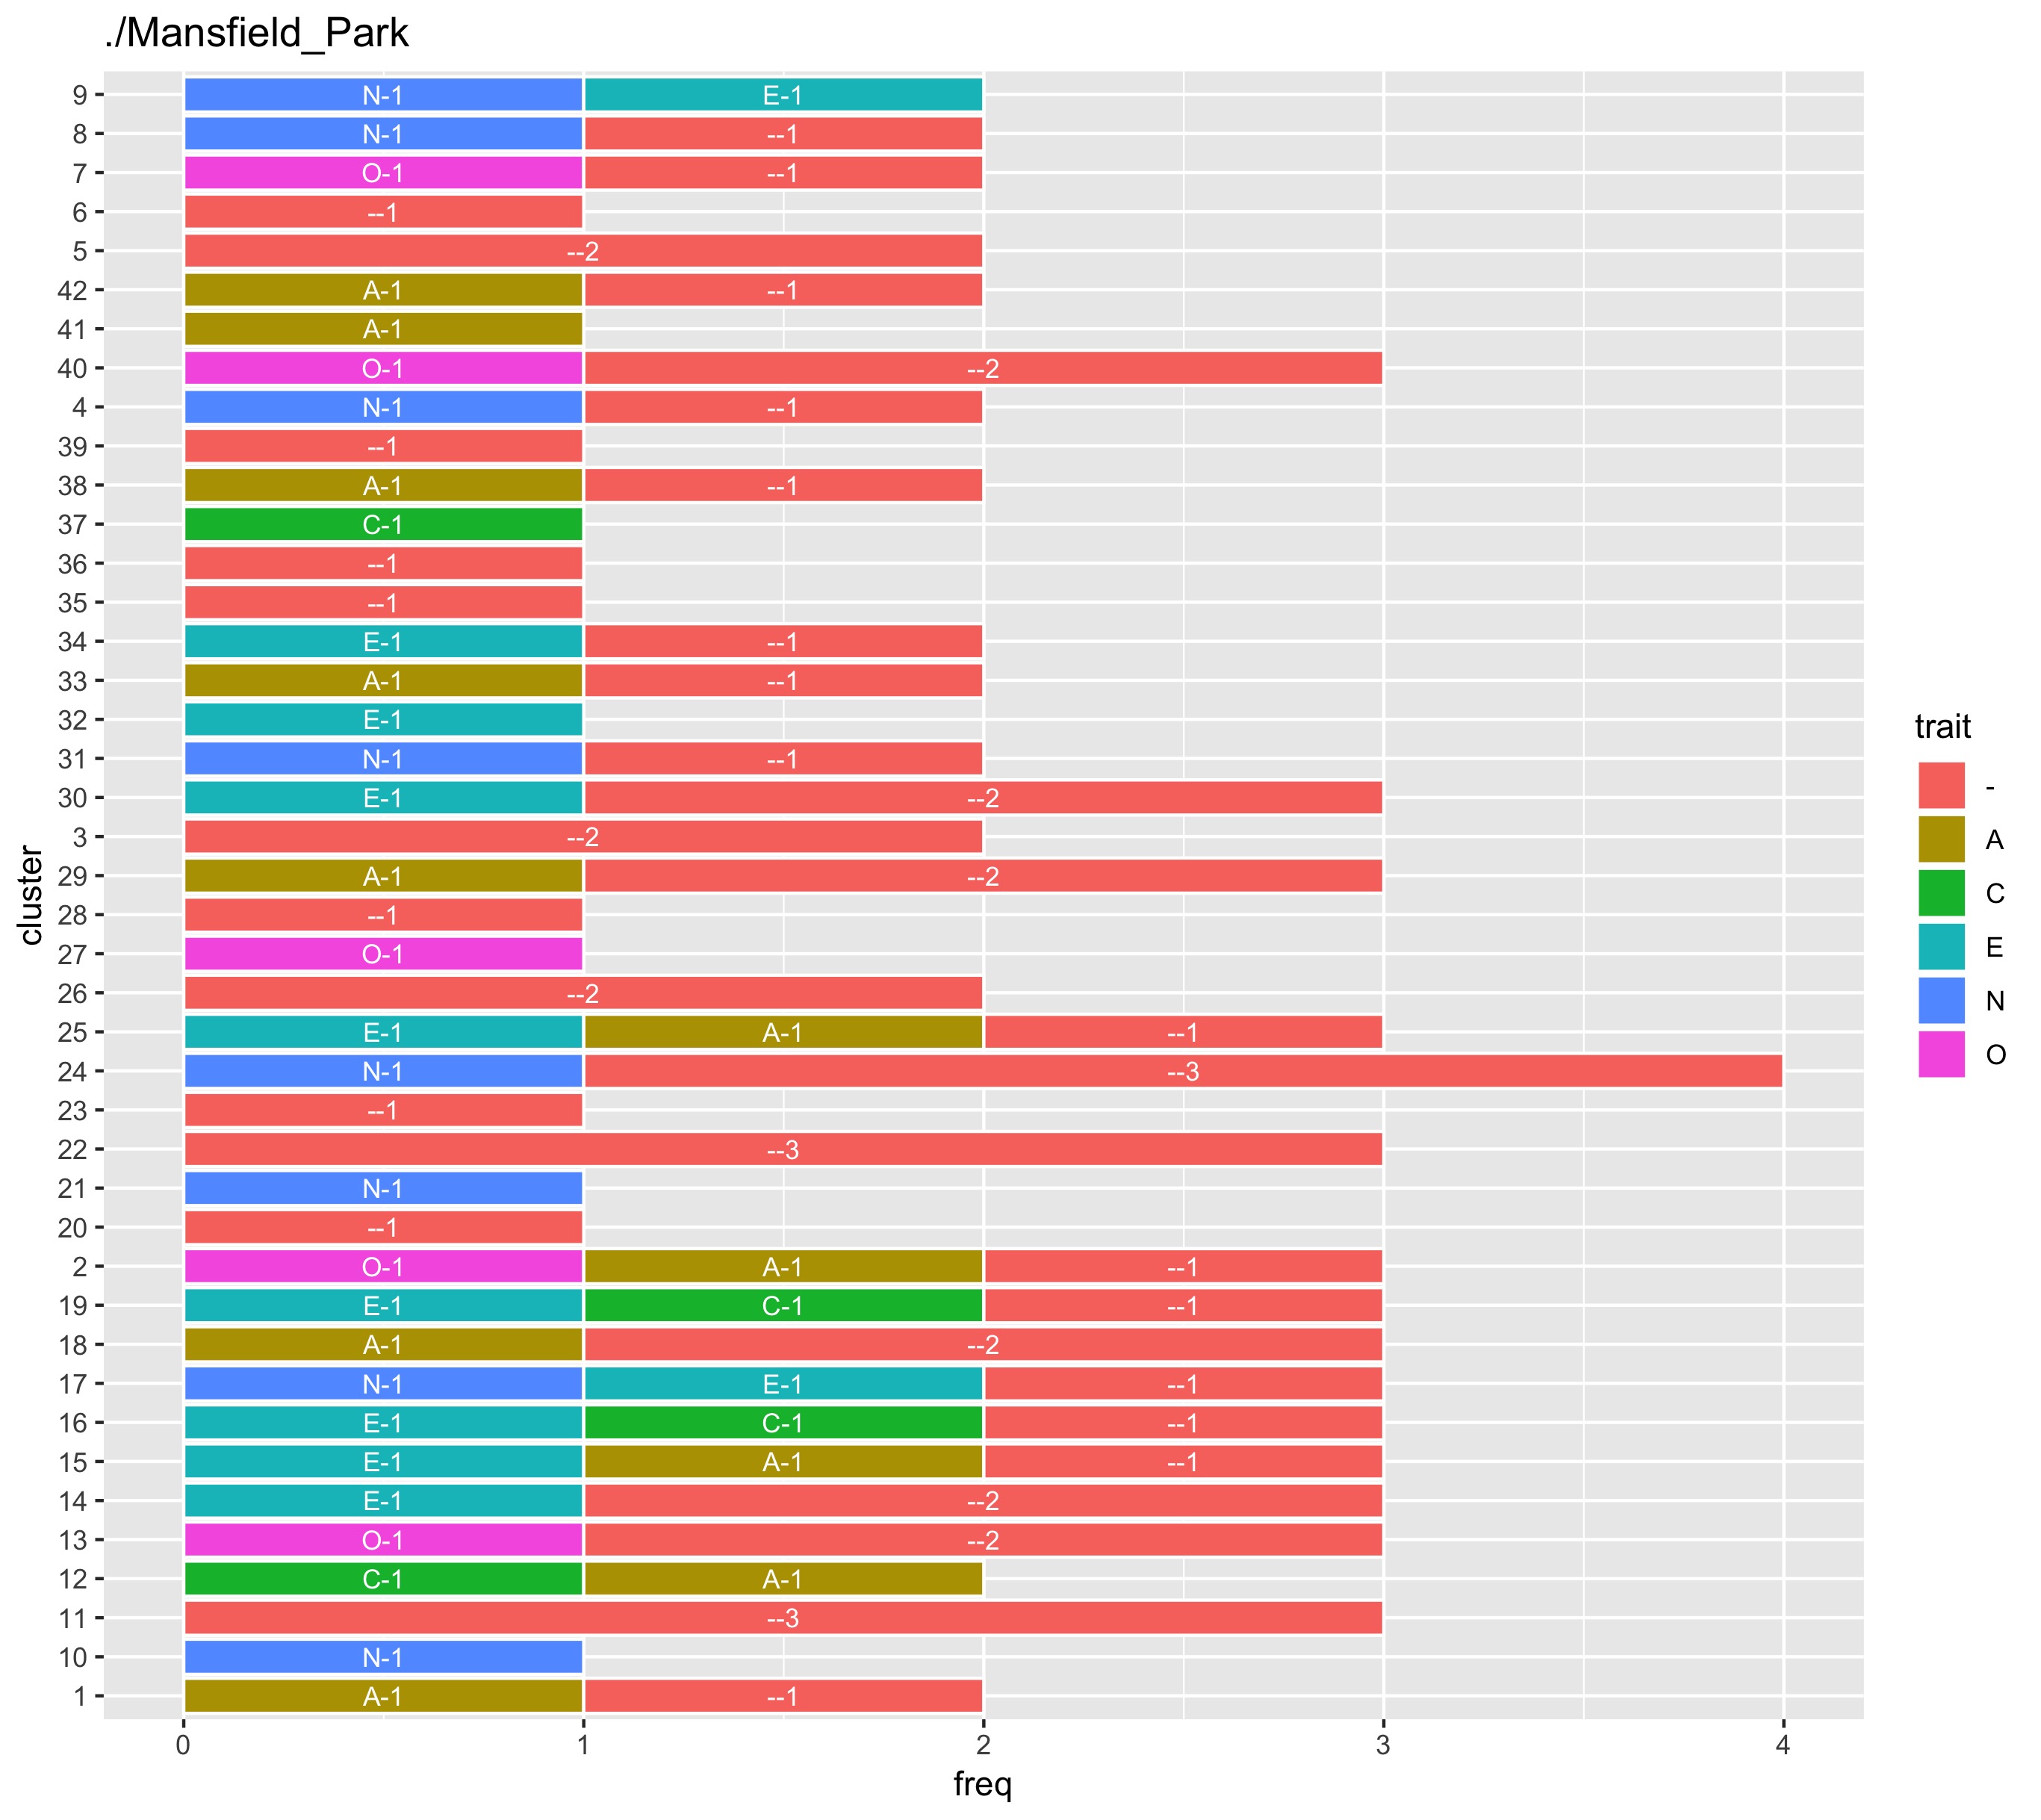 ./Mansfield_Park
9 N-1 E-1
8 N-1 --1
7 O-1 --1
6 --1
5 --2
42 A-1 --1
41 A-1
40 O-1 --2
4 N-1 --1
39 --1
38 A-1 --1
37 C-1
36 --1
35 --1
34 E-1 --1
33 A-1 --1
32 E-1
31 N-1 --1
30 E-1 --2
3 --2
29 A-1 --2
28 --1
27 O-1
26 --2
25 E-1 A-1 --1
24 N-1 --3
23 --1
22 --3
21 N-1
20 --1
2 O-1 A-1 --1
19 E-1 C-1 --1
18 A-1 --2
17 N-1 E-1 --1
16 E-1 C-1 --1
15 E-1 A-1 --1
14 E-1 --2
13 O-1 --2
12 C-1 A-1
11 --3
10 N-1
1 A-1 --1
0 1 2 3 4
freq
cluster
trait
-
A
C
E
N
O